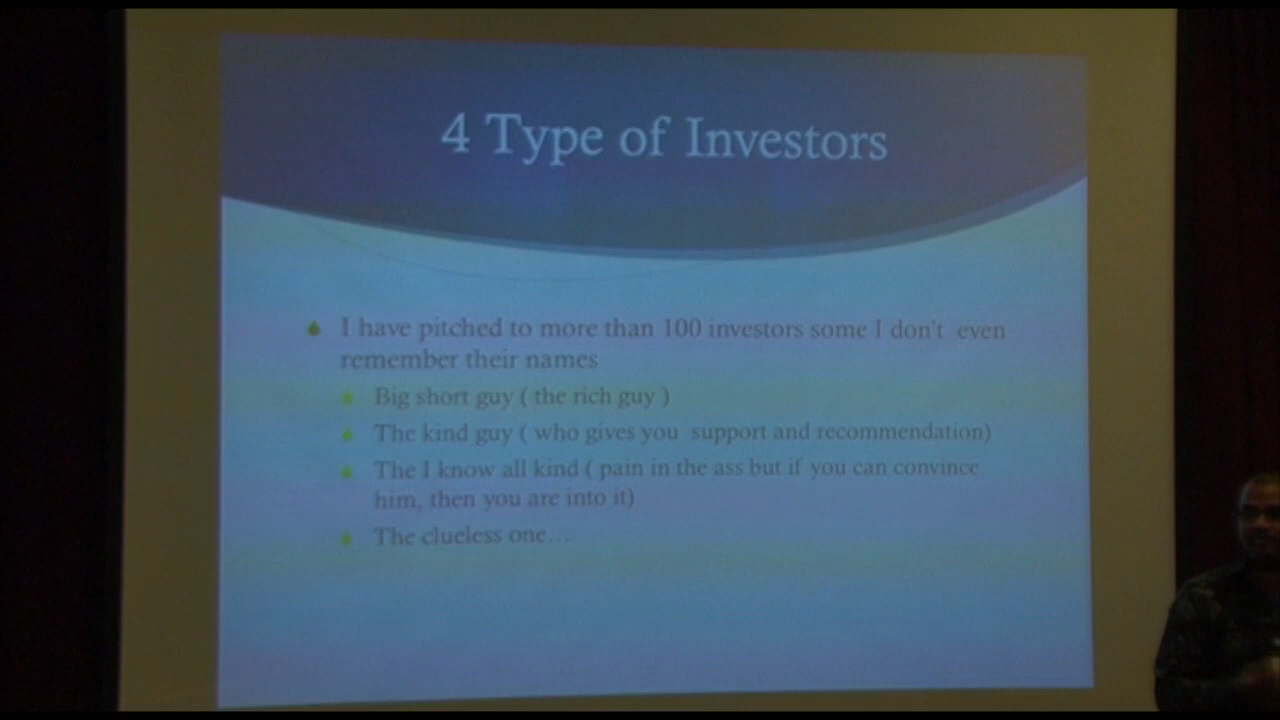 4 Type of Investors
I have pitched to more than 100 investors some I don't even
remember their names
Big short guy ( the rich guy )
The kind guy ( who gives you support and recommendation)
The I know all kind ( pain in the ass but if you can convince
him, then you are into it)
The clueless one...